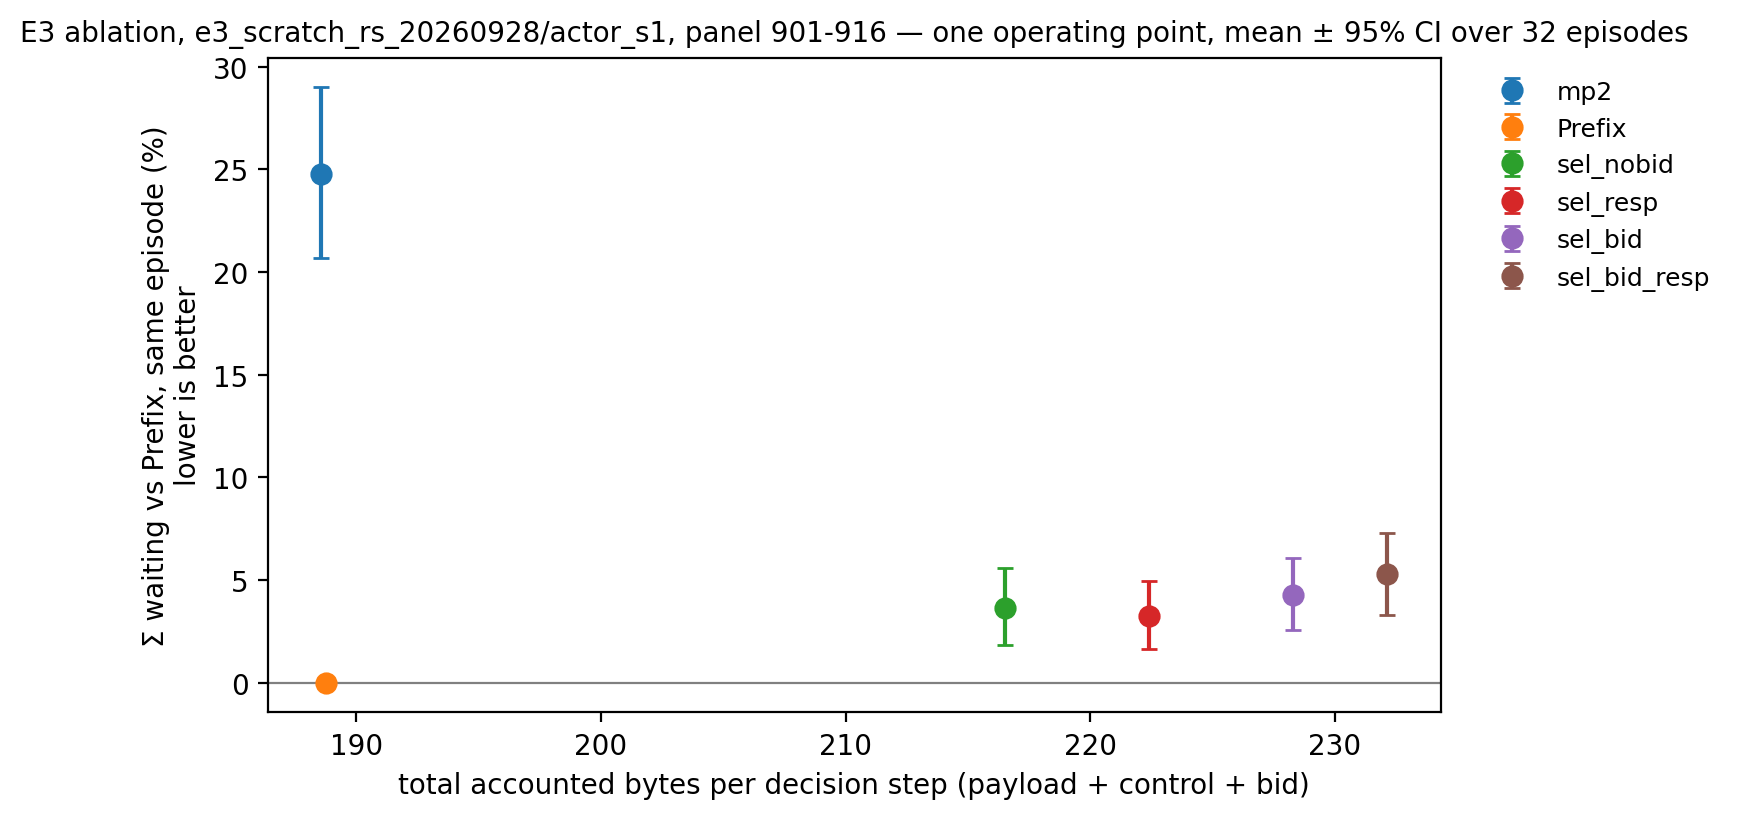 E3 ablation, e3_scratch_rs_20260928/actor_s1, panel 901-916 — one operating point, mean ± 95% CI over 32 episodes
Σ waiting vs Prefix, same episode (%)
lower is better
30
25
20
15
10
5
0
190
200
210
220
230
total accounted bytes per decision step (payload + control + bid)
mp2
Prefix
sel_nobid
sel_resp
sel_bid
sel_bid_resp